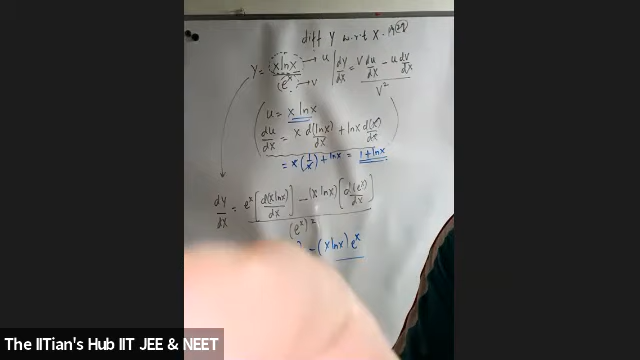 diff Y w.r.t X.
Y = x ln x / e^x → u → v | dY/dx = (V du/dx - u dv/dx) / V²
u = x ln x
du/dx = x d(ln x)/dx + ln x d(x)/dx
= x (1/x) + ln x = 1 + ln x
dY/dx = e^x [d(x ln x)/dx] - (x ln x) [d(e^x)/dx] / (e^x)²
- (x ln x) e^x
The IITian's Hub IIT JEE & NEET